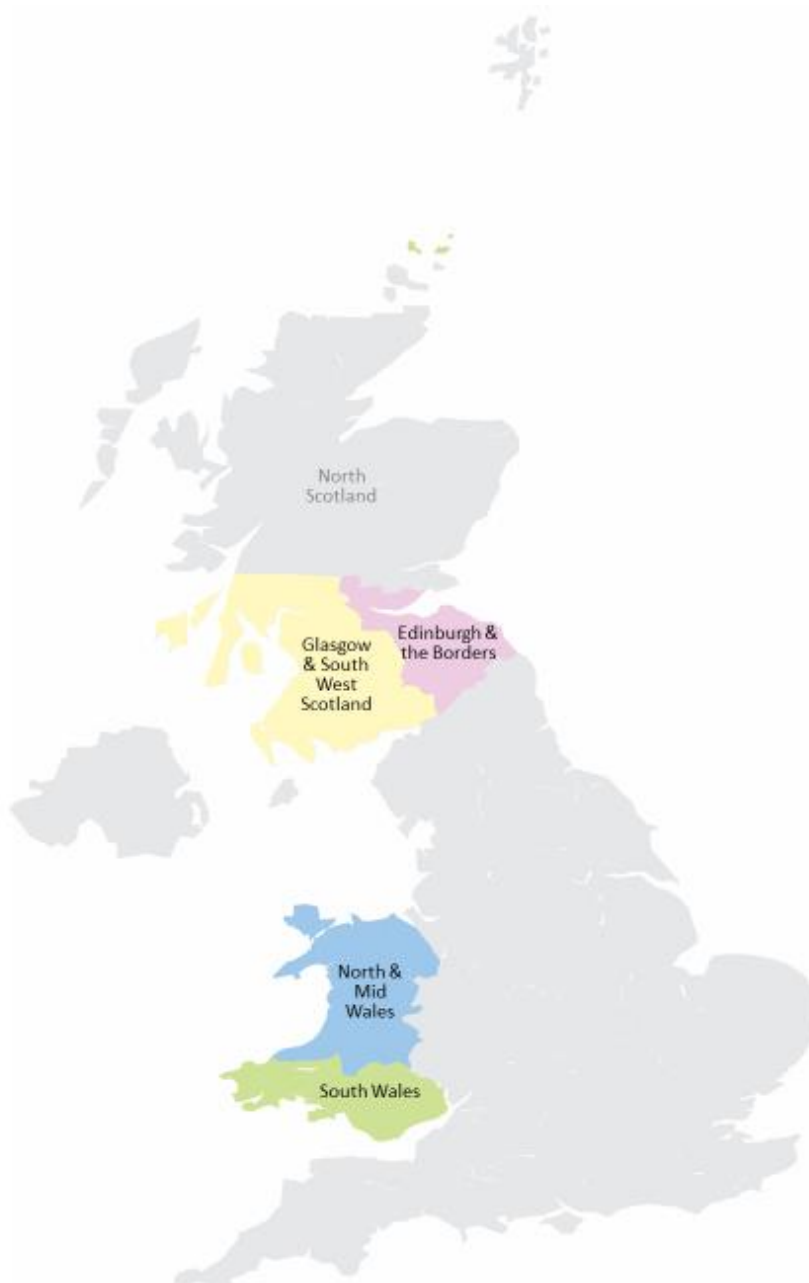 North
Scotland
Edinburgh &
the Borders
Glasgow
& South
West
Scotland
North &
Mid
Wales
South Wales